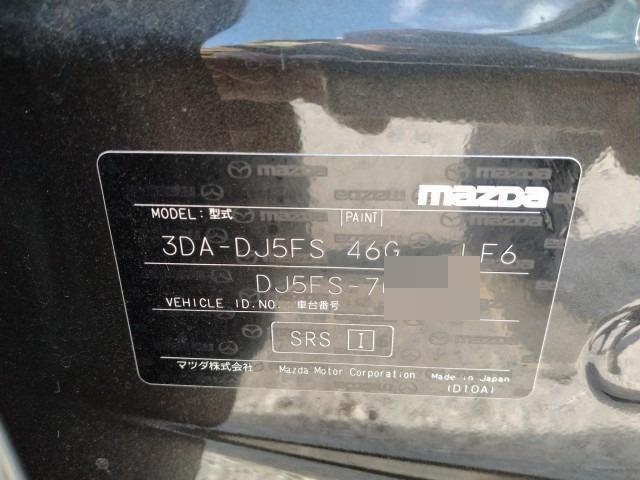 mazda
MODEL:型式 PAINT
3DA-DJ5FS 46G LF6
DJ5FS-7
VEHICLE ID.NO.:車台番号
SRS I
マツダ株式会社 Mazda Motor Corporation Made in Japan
(D10A)